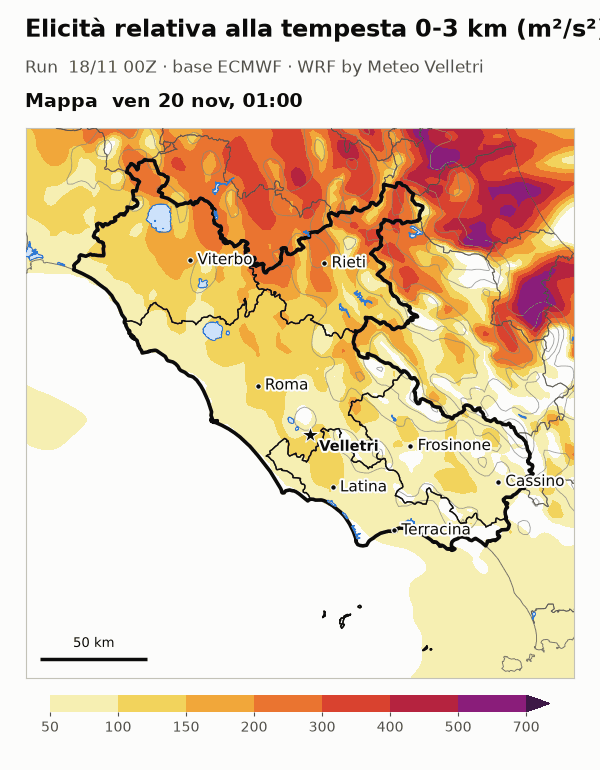 Elicità relativa alla tempesta 0-3 km (m²/s²)
Run  18/11 00Z · base ECMWF · WRF by Meteo Velletri
Mappa  ven 20 nov, 01:00
Viterbo
Rieti
Roma
Velletri
Frosinone
Latina
Cassino
Terracina
50 km
50 100 150 200 300 400 500 700